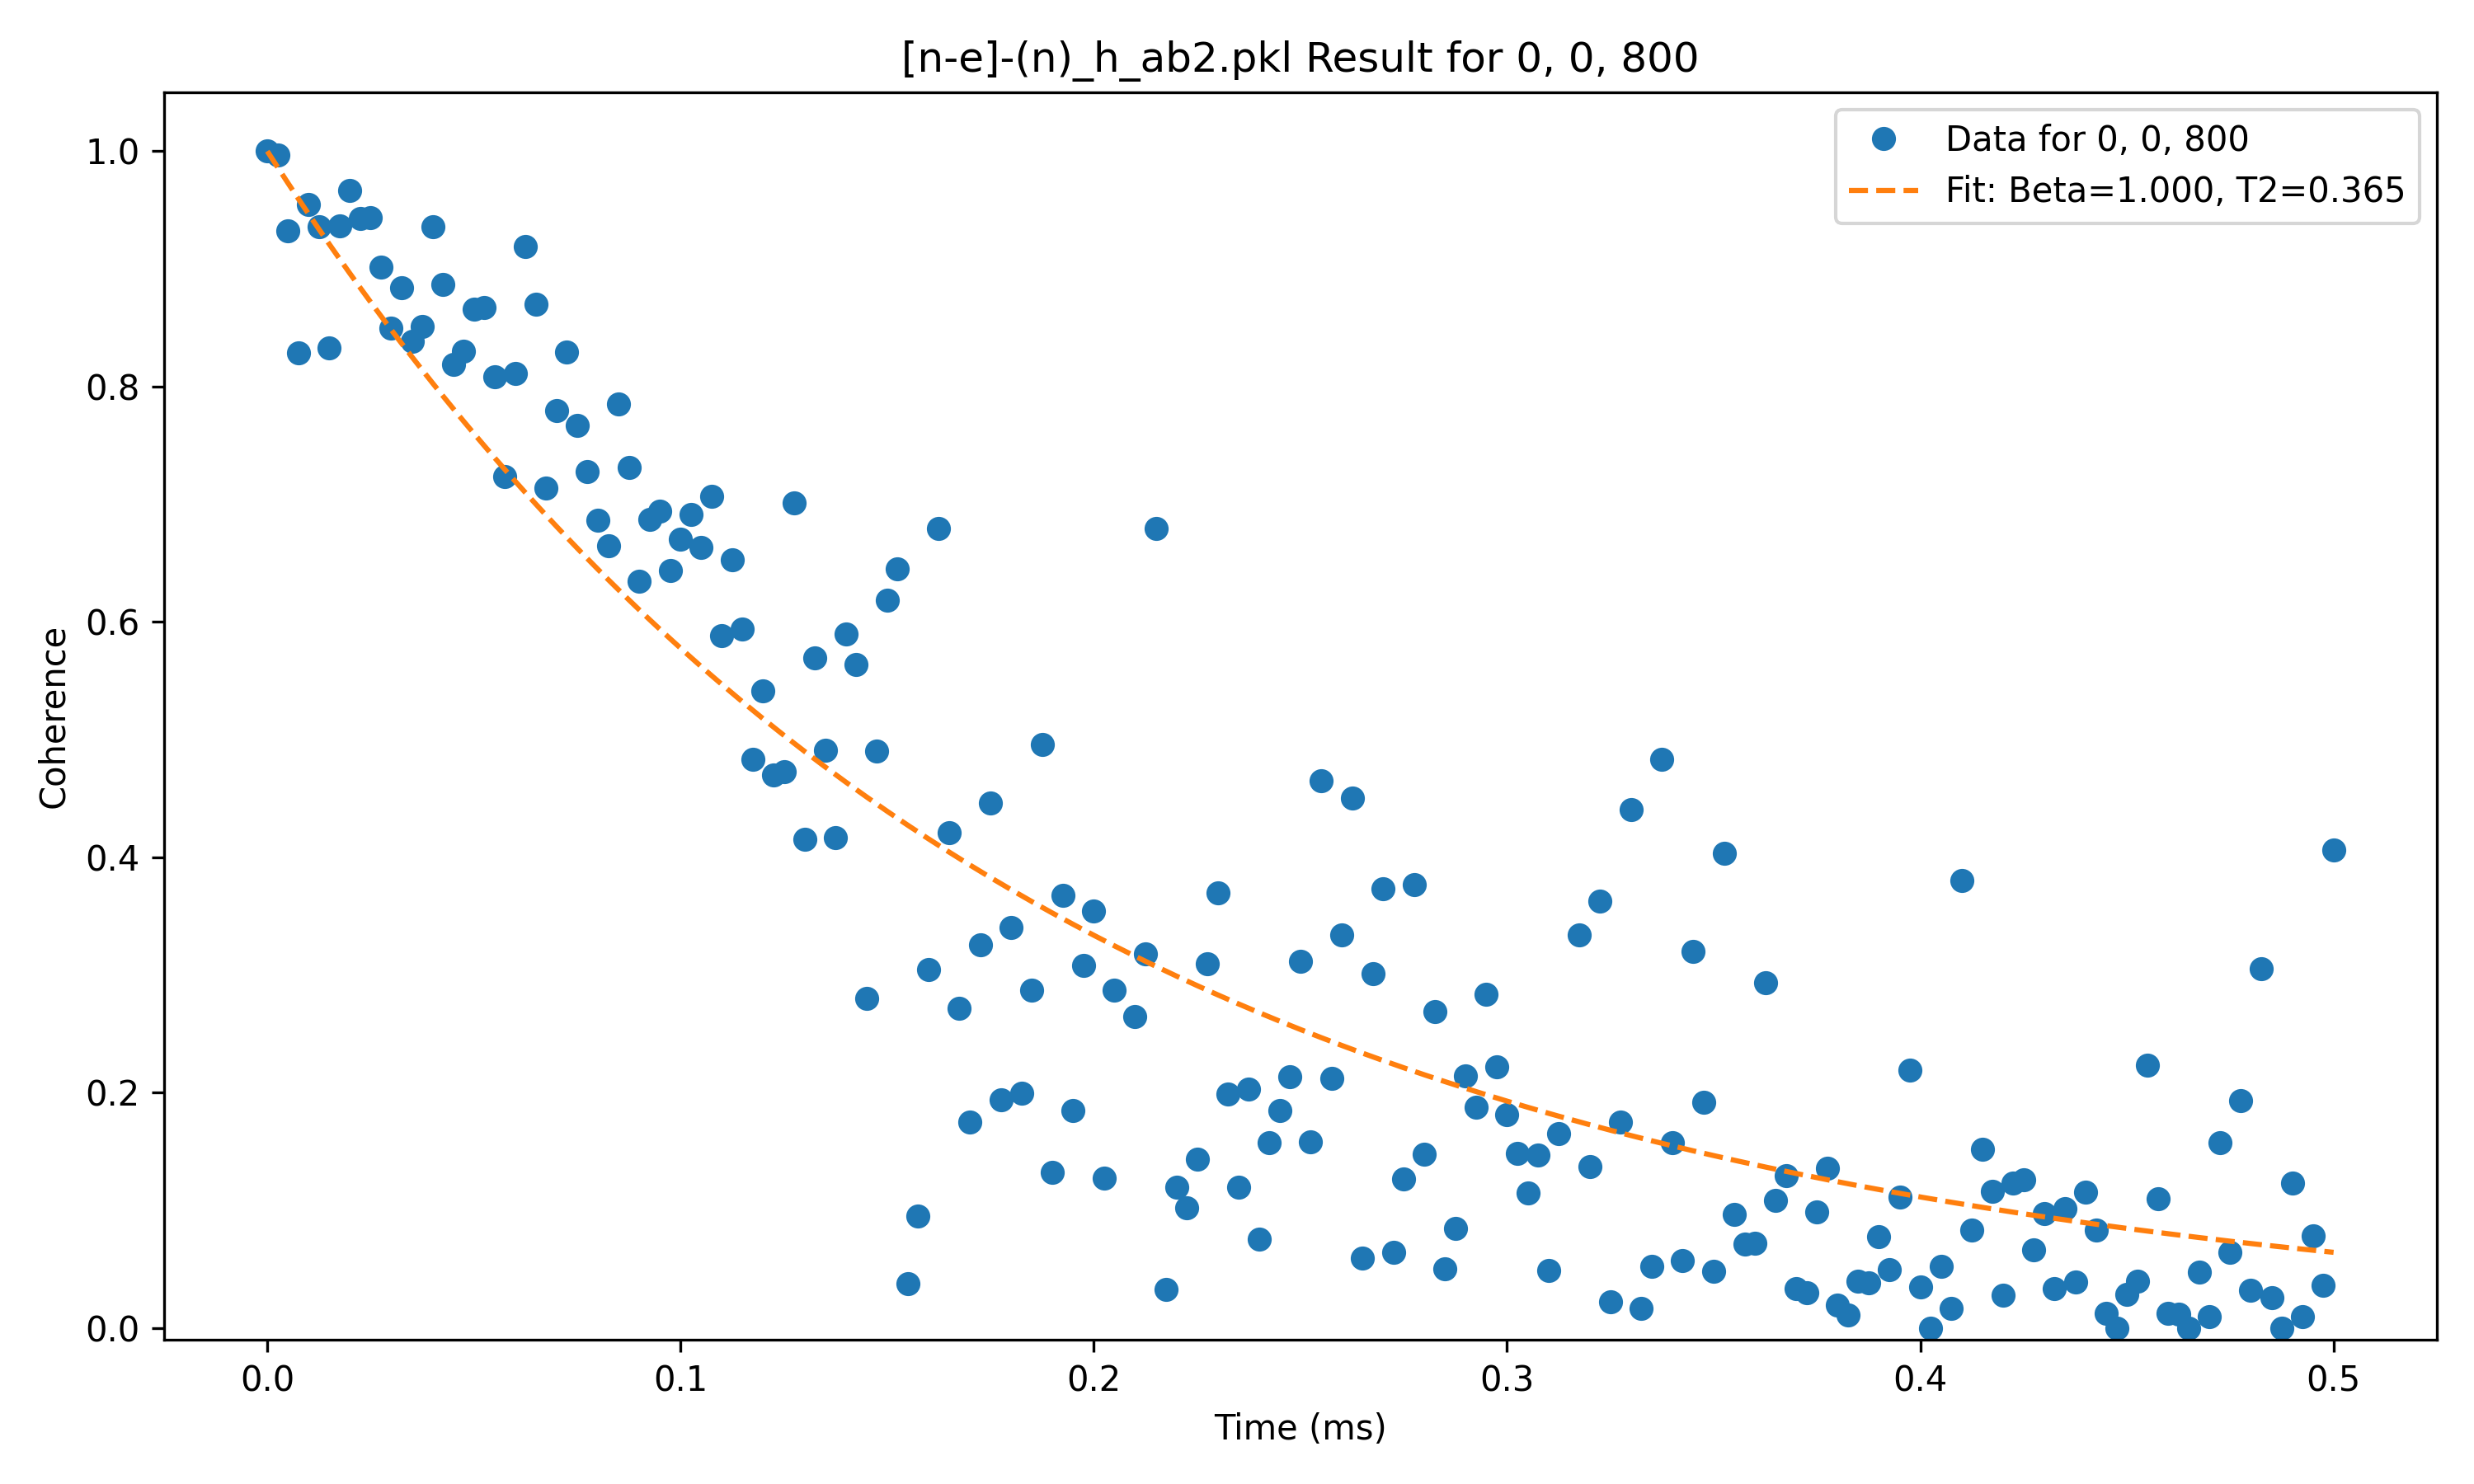 [n-e]-(n)_h_ab2.pkl Result for 0, 0, 800
Data for 0, 0, 800
Fit: Beta=1.000, T2=0.365
Coherence
1.0
0.8
0.6
0.4
0.2
0.0
0.0 0.1 0.2 0.3 0.4 0.5
Time (ms)